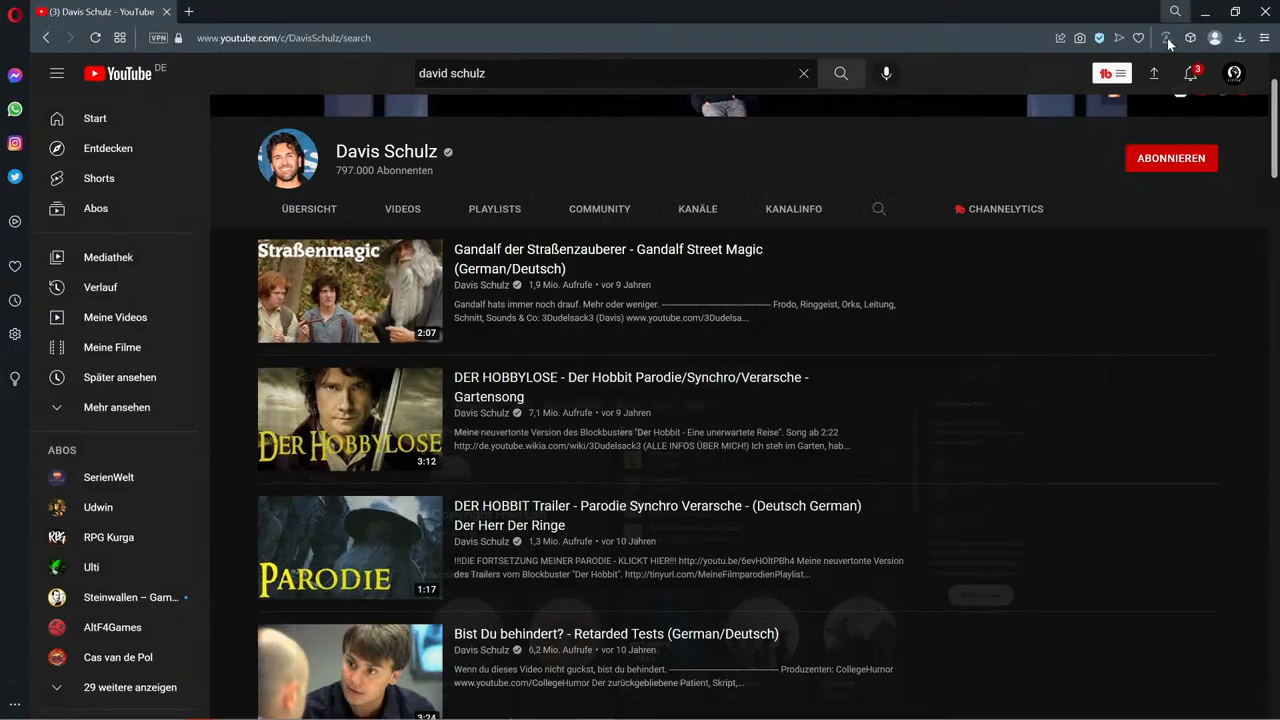 (3) Davis Schulz - YouTube
VPN
www.youtube.com/c/DavisSchulz/search
YouTube DE
david schulz
tb
3
Start
Entdecken
Shorts
Abos
Mediathek
Verlauf
Meine Videos
Meine Filme
Später ansehen
Mehr ansehen
ABOS
SerienWelt
Udwin
RPG
RPG Kurga
Ulti
Steinwallen – Gam...
AltF4Games
Cas van de Pol
29 weitere anzeigen
Davis Schulz
797.000 Abonnenten
ABONNIEREN
ÜBERSICHT
VIDEOS
PLAYLISTS
COMMUNITY
KANÄLE
KANALINFO
CHANNELYTICS
Straßenmagic
2:07
Gandalf der Straßenzauberer - Gandalf Street Magic
(German/Deutsch)
Davis Schulz 1,9 Mio. Aufrufe • vor 9 Jahren
Gandalf hats immer noch drauf. Mehr oder weniger. ------------------------------------ Frodo, Ringgeist, Orks, Leitung,
Schnitt, Sounds & Co: 3Dudelsack3 (Davis) www.youtube.com/3Dudelsa...
DER HOBBYLOSE
3:12
DER HOBBYLOSE - Der Hobbit Parodie/Synchro/Verarsche -
Gartensong
Davis Schulz 7,1 Mio. Aufrufe • vor 9 Jahren
Meine neuvertonte Version des Blockbusters "Der Hobbit - Eine unerwartete Reise". Song ab 2:22
http://de.youtube.wikia.com/wiki/3Dudelsack3 (ALLE INFOS ÜBER MICH!) Ich steh im Garten, hab...
PARODIE
1:17
DER HOBBIT Trailer - Parodie Synchro Verarsche - (Deutsch German)
Der Herr Der Ringe
Davis Schulz 1,3 Mio. Aufrufe • vor 10 Jahren
!!!DIE FORTSETZUNG MEINER PARODIE - KLICKT HIER!!! http://youtu.be/6evHOltPBh4 Meine neuvertonte Version
des Trailers vom Blockbuster "Der Hobbit". http://tinyurl.com/MeineFilmparodienPlaylist...
3:24
Bist Du behindert? - Retarded Tests (German/Deutsch)
Davis Schulz 6,2 Mio. Aufrufe • vor 10 Jahren
Wenn du dieses Video nicht guckst, bist du behindert. ------------------------------------ Produzenten: CollegeHumor
www.youtube.com/CollegeHumor Der zurückgebliebene Patient, Skript,...